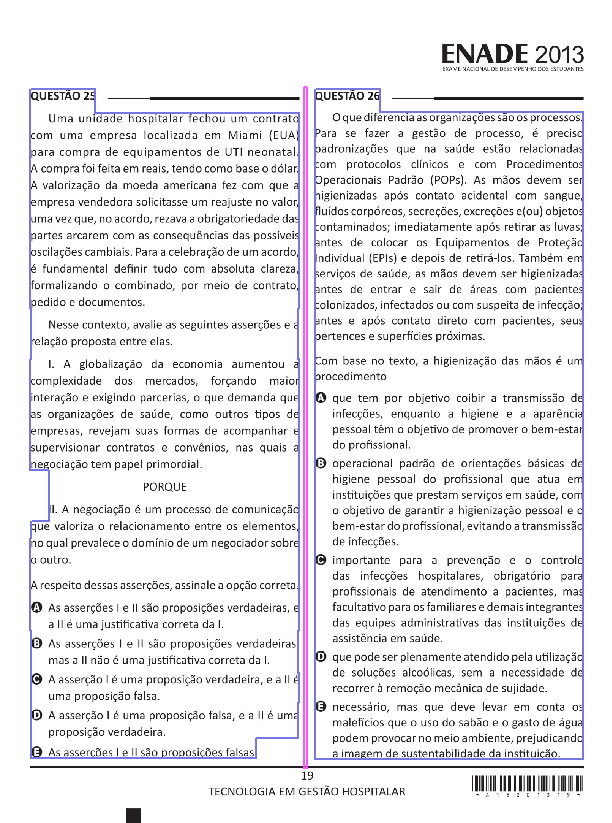 ENADE 2013
EXAME NACIONAL DE DESEMPENHO DOS ESTUDANTES
QUESTÃO 25
Uma unidade hospitalar fechou um contrato
com uma empresa localizada em Miami (EUA)
para compra de equipamentos de UTI neonatal.
A compra foi feita em reais, tendo como base o dólar.
A valorização da moeda americana fez com que a
empresa vendedora solicitasse um reajuste no valor,
uma vez que, no acordo, rezava a obrigatoriedade das
partes arcarem com as consequências das possíveis
oscilações cambiais. Para a celebração de um acordo,
é fundamental definir tudo com absoluta clareza,
formalizando o combinado, por meio de contrato,
pedido e documentos.
Nesse contexto, avalie as seguintes asserções e a
relação proposta entre elas.
I. A globalização da economia aumentou a
complexidade dos mercados, forçando maior
interação e exigindo parcerias, o que demanda que
as organizações de saúde, como outros tipos de
empresas, revejam suas formas de acompanhar e
supervisionar contratos e convênios, nas quais a
negociação tem papel primordial.
PORQUE
II. A negociação é um processo de comunicação
que valoriza o relacionamento entre os elementos,
no qual prevalece o domínio de um negociador sobre
o outro.
A respeito dessas asserções, assinale a opção correta.
A As asserções I e II são proposições verdadeiras, e
a II é uma justificativa correta da I.
B As asserções I e II são proposições verdadeiras,
mas a II não é uma justificativa correta da I.
C A asserção I é uma proposição verdadeira, e a II é
uma proposição falsa.
D A asserção I é uma proposição falsa, e a II é uma
proposição verdadeira.
E As asserções I e II são proposições falsas.
QUESTÃO 26
O que diferencia as organizações são os processos.
Para se fazer a gestão de processo, é preciso
padronizações que na saúde estão relacionadas
com protocolos clínicos e com Procedimentos
Operacionais Padrão (POPs). As mãos devem ser
higienizadas após contato acidental com sangue,
fluídos corpóreos, secreções, excreções e(ou) objetos
contaminados; imediatamente após retirar as luvas;
antes de colocar os Equipamentos de Proteção
Individual (EPIs) e depois de retirá-los. Também em
serviços de saúde, as mãos devem ser higienizadas
antes de entrar e sair de áreas com pacientes
colonizados, infectados ou com suspeita de infecção;
antes e após contato direto com pacientes, seus
pertences e superfícies próximas.
Com base no texto, a higienização das mãos é um
procedimento
A que tem por objetivo coibir a transmissão de
infecções, enquanto a higiene e a aparência
pessoal têm o objetivo de promover o bem-estar
do profissional.
B operacional padrão de orientações básicas de
higiene pessoal do profissional que atua em
instituições que prestam serviços em saúde, com
o objetivo de garantir a higienização pessoal e o
bem-estar do profissional, evitando a transmissão
de infecções.
C importante para a prevenção e o controle
das infecções hospitalares, obrigatório para
profissionais de atendimento a pacientes, mas
facultativo para os familiares e demais integrantes
das equipes administrativas das instituições de
assistência em saúde.
D que pode ser plenamente atendido pela utilização
de soluções alcoólicas, sem a necessidade de
recorrer à remoção mecânica de sujidade.
E necessário, mas que deve levar em conta os
malefícios que o uso do sabão e o gasto de água
podem provocar no meio ambiente, prejudicando
a imagem de sustentabilidade da instituição.
19
TECNOLOGIA EM GESTÃO HOSPITALAR